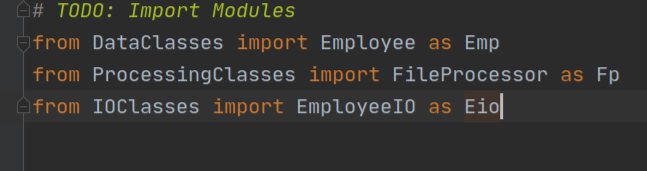 # TODO: Import Modules
from DataClasses import Employee as Emp
from ProcessingClasses import FileProcessor as Fp
from IOClasses import EmployeeIO as Eio